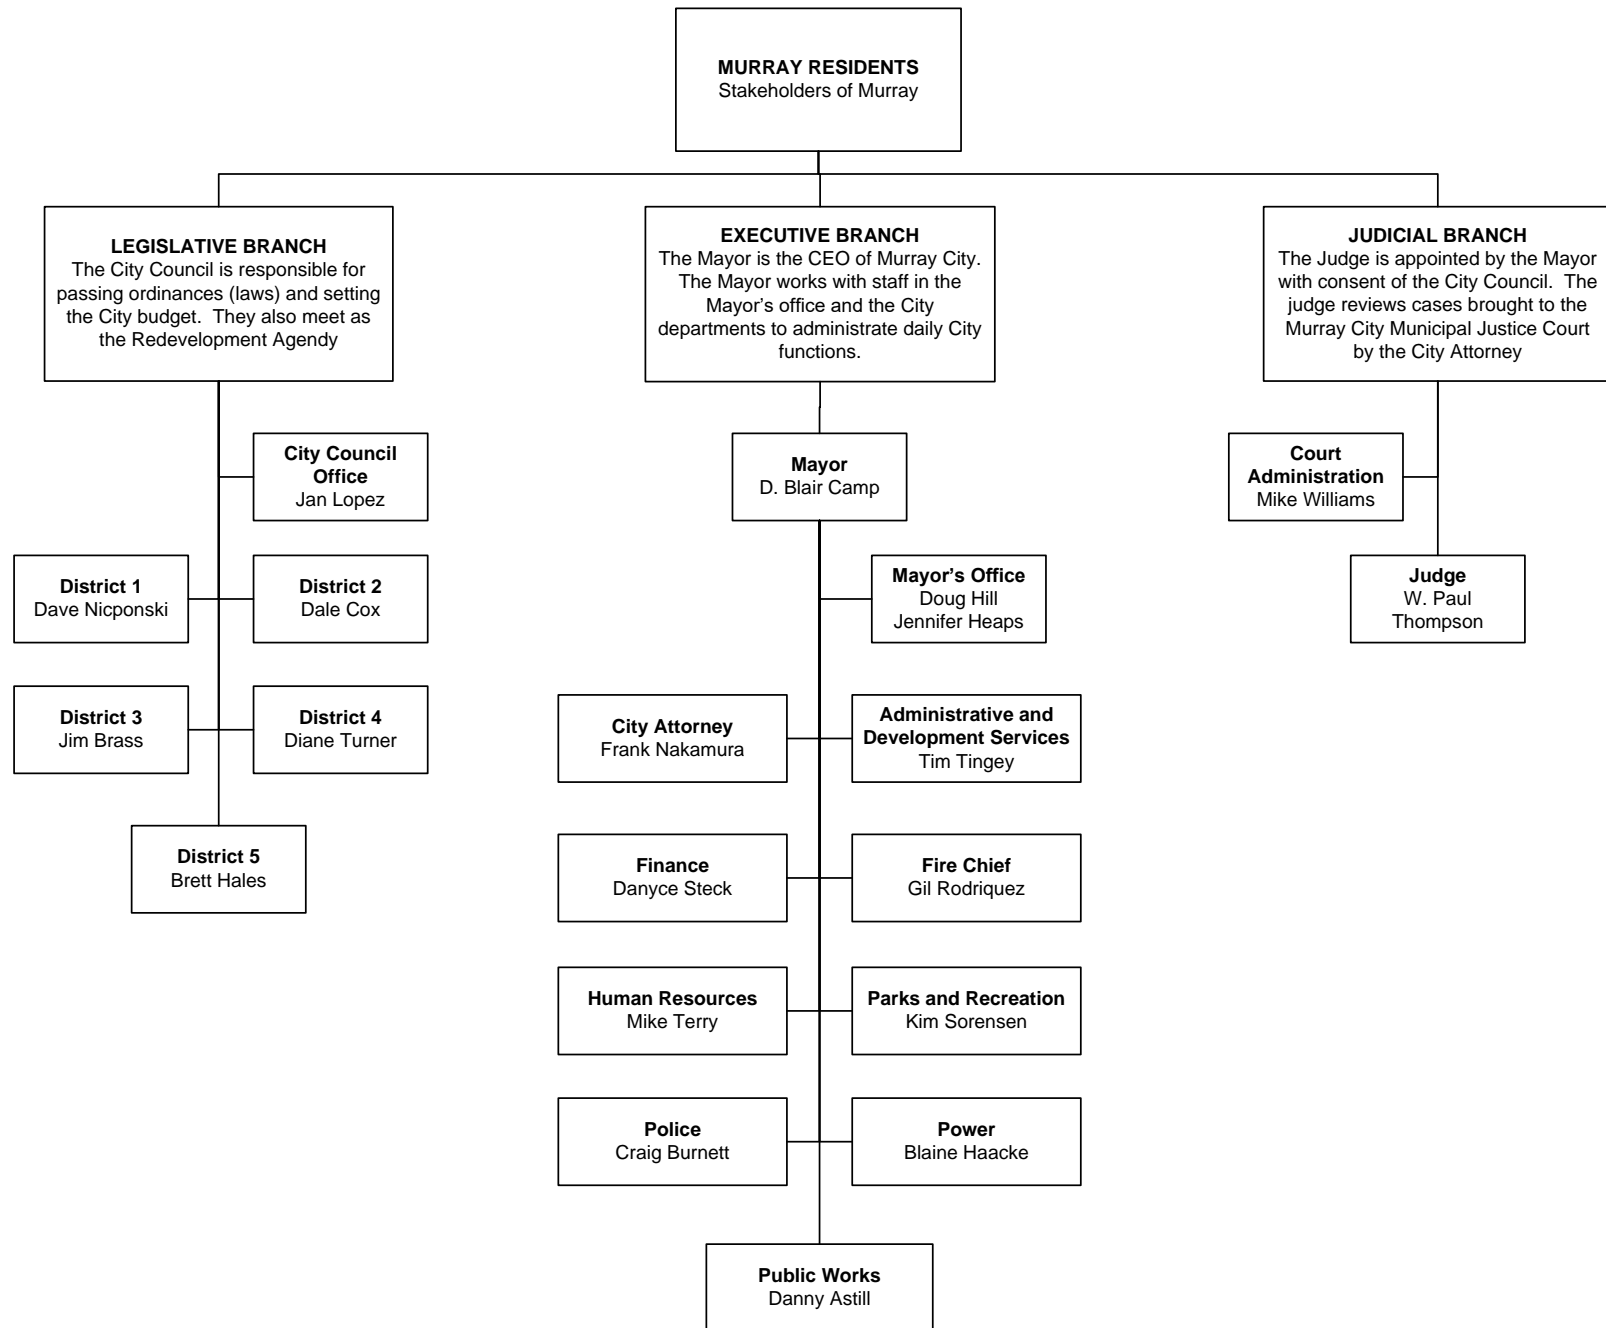 MURRAY RESIDENTS
Stakeholders of Murray
LEGISLATIVE BRANCH
The City Council is responsible for
passing ordinances (laws) and setting
the City budget.  They also meet as
the Redevelopment Agendy
EXECUTIVE BRANCH
The Mayor is the CEO of Murray City.
The Mayor works with staff in the
Mayor’s office and the City
departments to administrate daily City
functions.
JUDICIAL BRANCH
The Judge is appointed by the Mayor
with consent of the City Council.  The
judge reviews cases brought to the
Murray City Municipal Justice Court
by the City Attorney
City Council
Office
Jan Lopez
Mayor
D. Blair Camp
Court
Administration
Mike Williams
District 1
Dave Nicponski
District 2
Dale Cox
Mayor’s Office
Doug Hill
Jennifer Heaps
Judge
W. Paul
Thompson
District 3
Jim Brass
District 4
Diane Turner
City Attorney
Frank Nakamura
Administrative and
Development Services
Tim Tingey
District 5
Brett Hales
Finance
Danyce Steck
Fire Chief
Gil Rodriquez
Human Resources
Mike Terry
Parks and Recreation
Kim Sorensen
Police
Craig Burnett
Power
Blaine Haacke
Public Works
Danny Astill